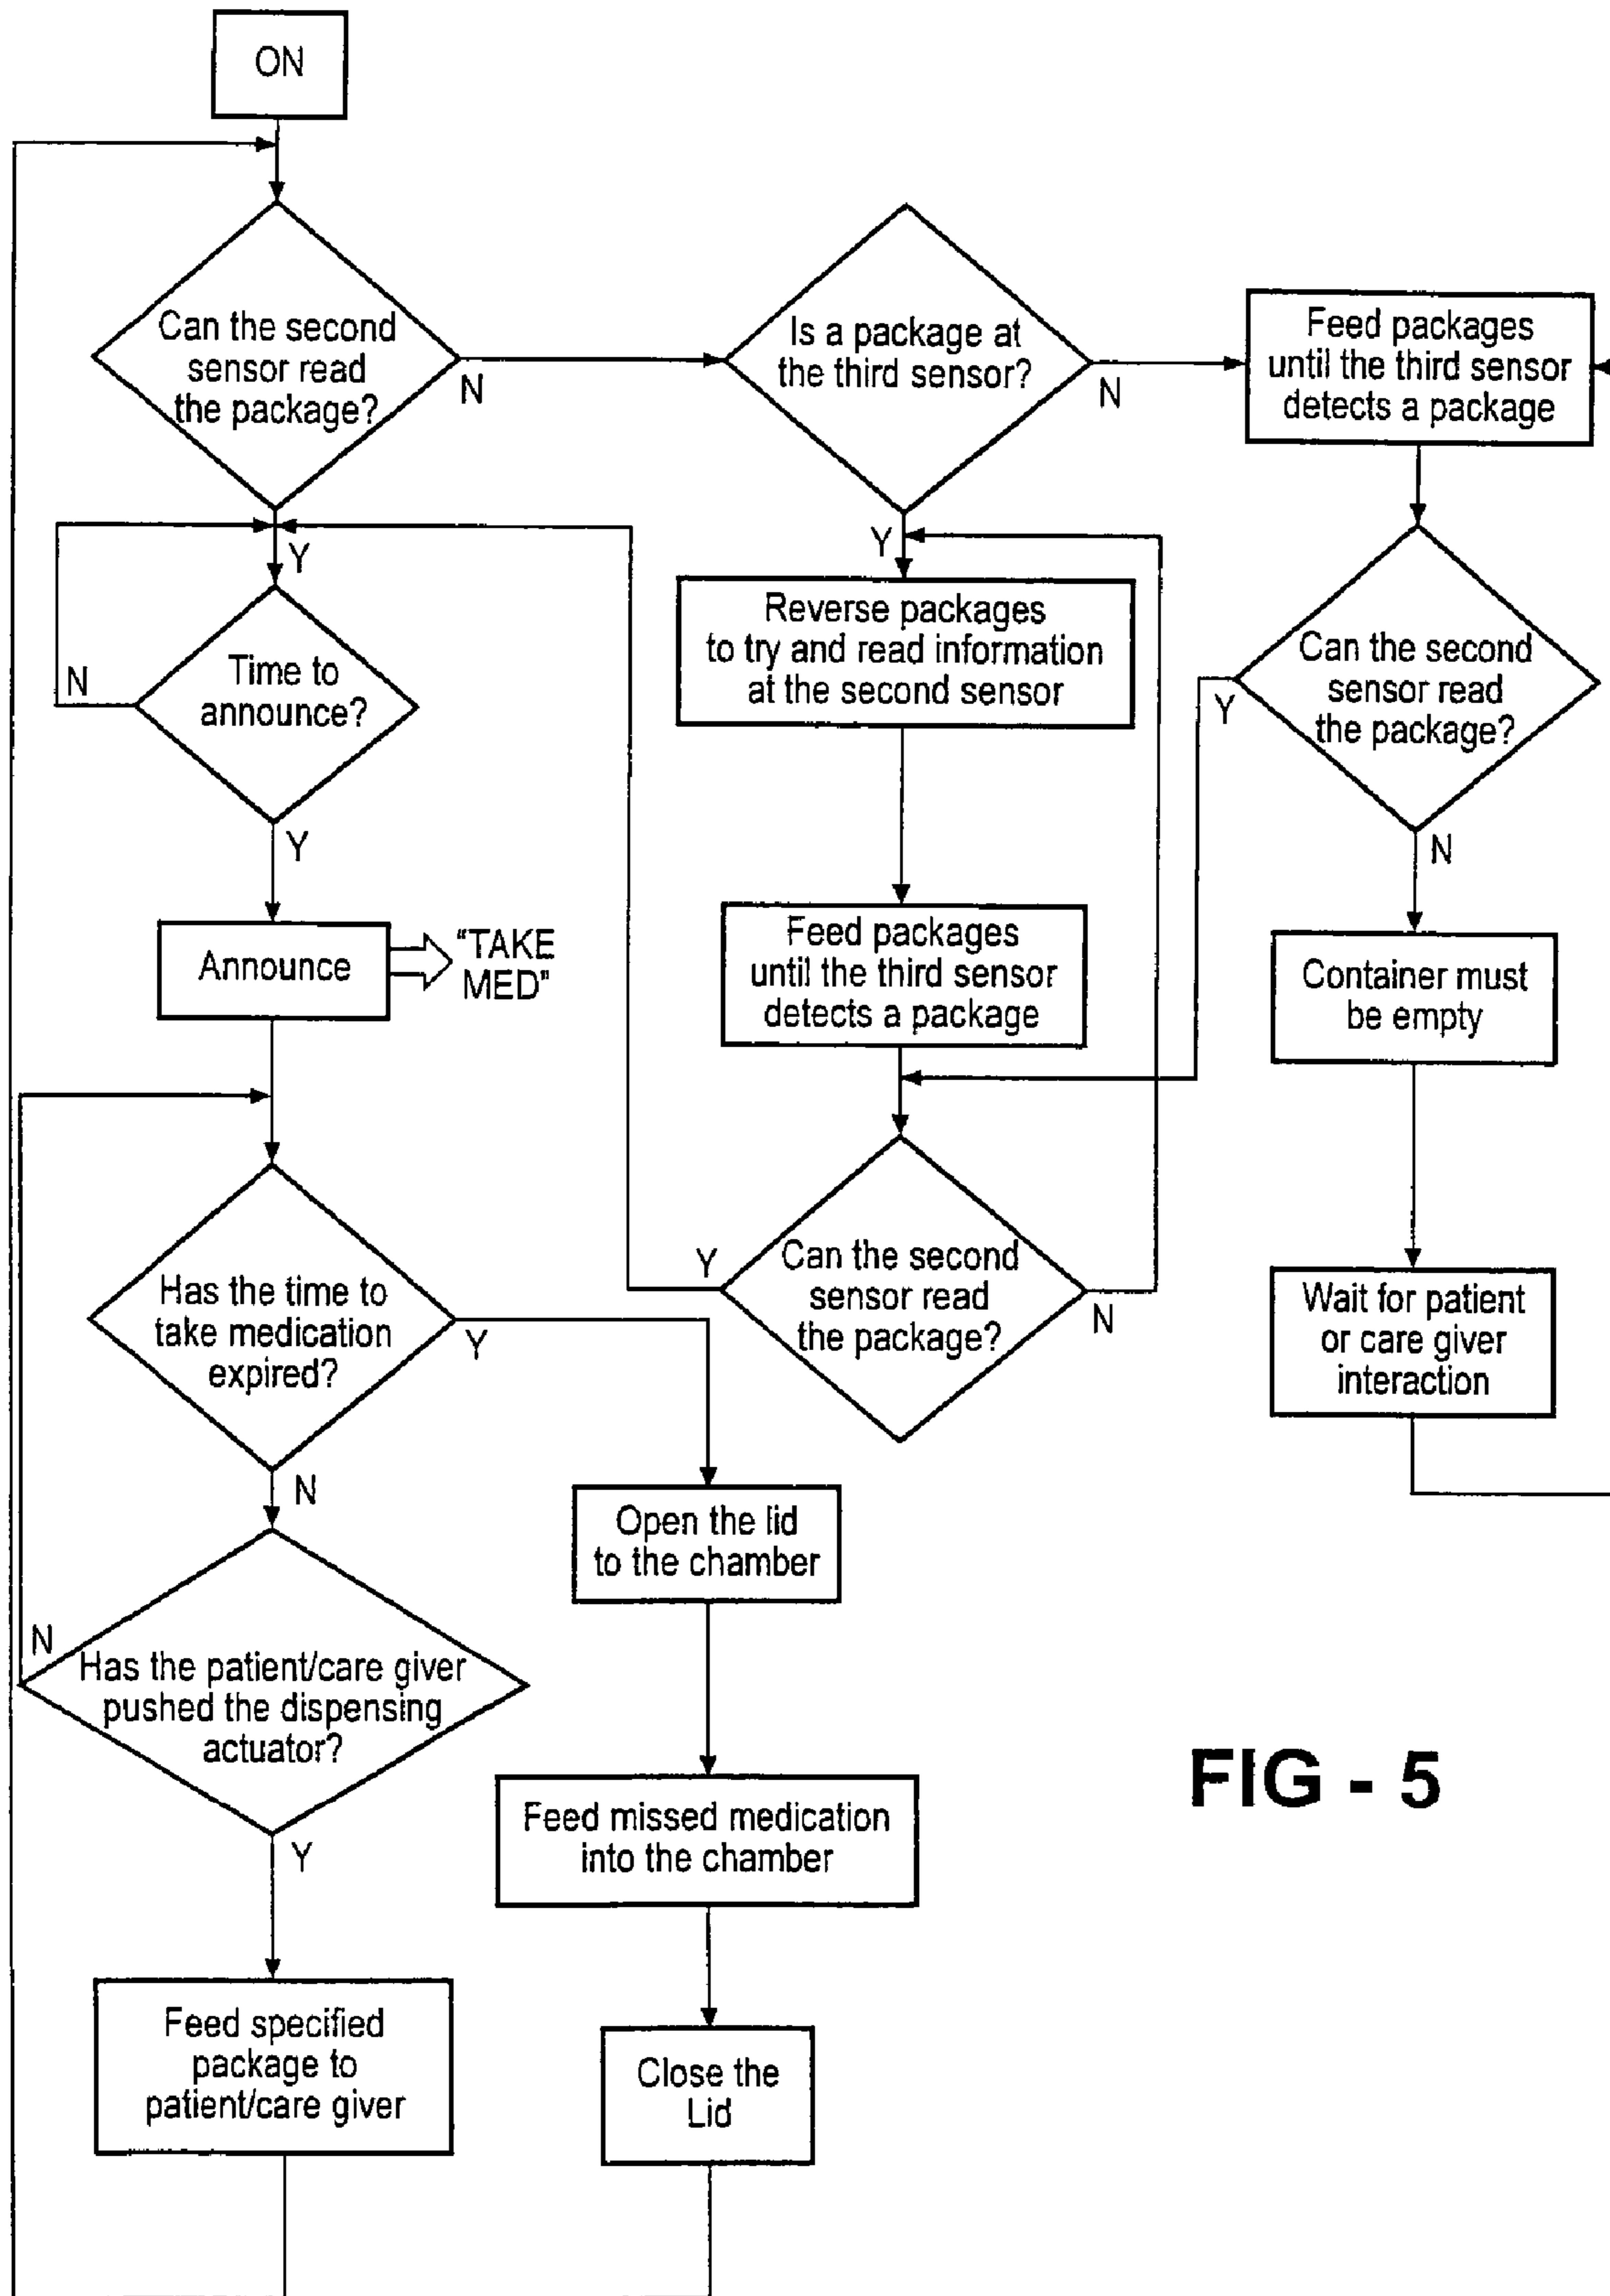 ON
Can the second
sensor read
the package?
N
Is a package at
the third sensor?
N
Feed packages
until the third sensor
detects a package
Y
Time to
announce?
N
Y
Announce
"TAKE
MED"
Y
Reverse packages
to try and read information
at the second sensor
Feed packages
until the third sensor
detects a package
Can the second
sensor read
the package?
Y
N
Can the second
sensor read
the package?
Y
N
Container must
be empty
Wait for patient
or care giver
interaction
Has the time to
take medication
expired?
Y
N
Has the patient/care giver
pushed the dispensing
actuator?
N
Y
Feed specified
package to
patient/care giver
Open the lid
to the chamber
Feed missed medication
into the chamber
Close the
Lid
FIG - 5